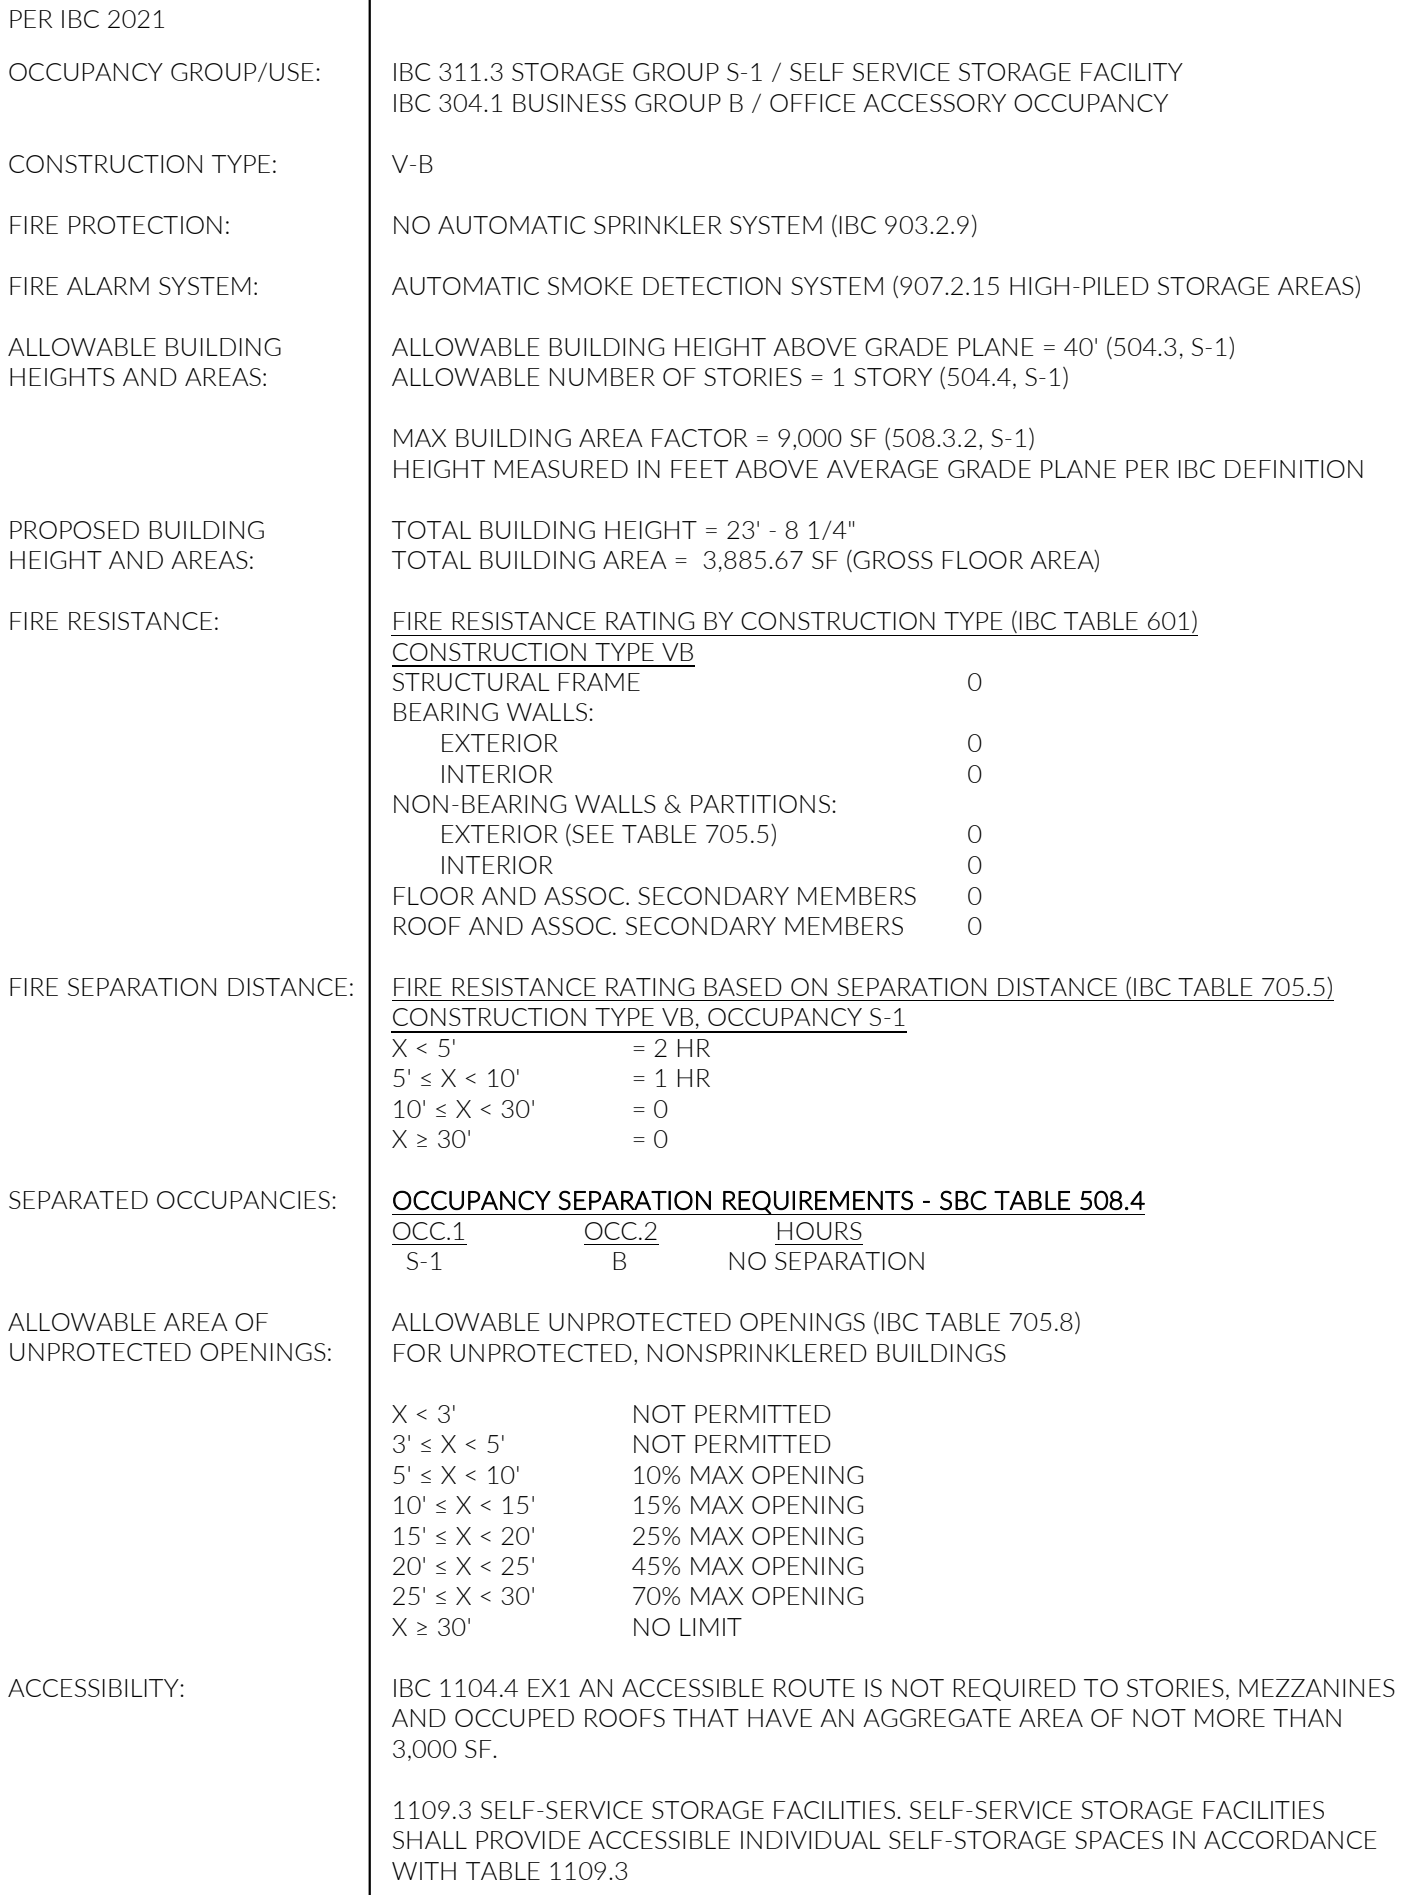 PER IBC 2021
OCCUPANCY GROUP/USE: IBC 311.3 STORAGE GROUP S-1 / SELF SERVICE STORAGE FACILITY
IBC 304.1 BUSINESS GROUP B / OFFICE ACCESSORY OCCUPANCY
CONSTRUCTION TYPE: V-B
FIRE PROTECTION: NO AUTOMATIC SPRINKLER SYSTEM (IBC 903.2.9)
FIRE ALARM SYSTEM: AUTOMATIC SMOKE DETECTION SYSTEM (907.2.15 HIGH-PILED STORAGE AREAS)
ALLOWABLE BUILDING ALLOWABLE BUILDING HEIGHT ABOVE GRADE PLANE = 40' (504.3, S-1)
HEIGHTS AND AREAS: ALLOWABLE NUMBER OF STORIES = 1 STORY (504.4, S-1)
MAX BUILDING AREA FACTOR = 9,000 SF (508.3.2, S-1)
HEIGHT MEASURED IN FEET ABOVE AVERAGE GRADE PLANE PER IBC DEFINITION
PROPOSED BUILDING TOTAL BUILDING HEIGHT = 23' - 8 1/4"
HEIGHT AND AREAS: TOTAL BUILDING AREA = 3,885.67 SF (GROSS FLOOR AREA)
FIRE RESISTANCE: FIRE RESISTANCE RATING BY CONSTRUCTION TYPE (IBC TABLE 601)
CONSTRUCTION TYPE VB
STRUCTURAL FRAME 0
BEARING WALLS:
EXTERIOR 0
INTERIOR 0
NON-BEARING WALLS & PARTITIONS:
EXTERIOR (SEE TABLE 705.5) 0
INTERIOR 0
FLOOR AND ASSOC. SECONDARY MEMBERS 0
ROOF AND ASSOC. SECONDARY MEMBERS 0
FIRE SEPARATION DISTANCE: FIRE RESISTANCE RATING BASED ON SEPARATION DISTANCE (IBC TABLE 705.5)
CONSTRUCTION TYPE VB, OCCUPANCY S-1
X < 5' = 2 HR
5' ≤ X < 10' = 1 HR
10' ≤ X < 30' = 0
X ≥ 30' = 0
SEPARATED OCCUPANCIES: OCCUPANCY SEPARATION REQUIREMENTS - SBC TABLE 508.4
OCC.1 OCC.2 HOURS
S-1 B NO SEPARATION
ALLOWABLE AREA OF ALLOWABLE UNPROTECTED OPENINGS (IBC TABLE 705.8)
UNPROTECTED OPENINGS: FOR UNPROTECTED, NONSPRINKLERED BUILDINGS
X < 3' NOT PERMITTED
3' ≤ X < 5' NOT PERMITTED
5' ≤ X < 10' 10% MAX OPENING
10' ≤ X < 15' 15% MAX OPENING
15' ≤ X < 20' 25% MAX OPENING
20' ≤ X < 25' 45% MAX OPENING
25' ≤ X < 30' 70% MAX OPENING
X ≥ 30' NO LIMIT
ACCESSIBILITY: IBC 1104.4 EX1 AN ACCESSIBLE ROUTE IS NOT REQUIRED TO STORIES, MEZZANINES
AND OCCUPED ROOFS THAT HAVE AN AGGREGATE AREA OF NOT MORE THAN
3,000 SF.
1109.3 SELF-SERVICE STORAGE FACILITIES. SELF-SERVICE STORAGE FACILITIES
SHALL PROVIDE ACCESSIBLE INDIVIDUAL SELF-STORAGE SPACES IN ACCORDANCE
WITH TABLE 1109.3